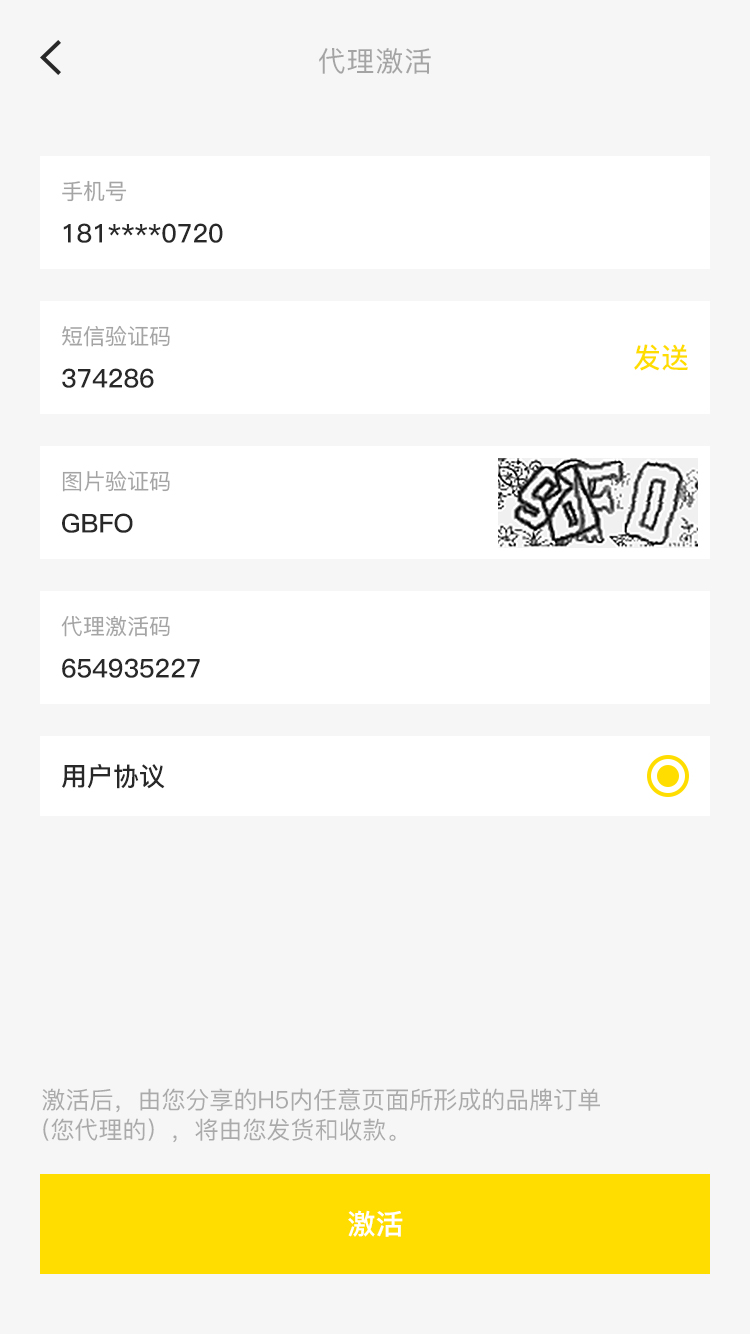 代理激活
手机号
181****0720
短信验证码
374286
发送
图片验证码
GBFO
代理激活码
654935227
用户协议
激活后，由您分享的H5内任意页面所形成的品牌订单
(您代理的），将由您发货和收款。
激活